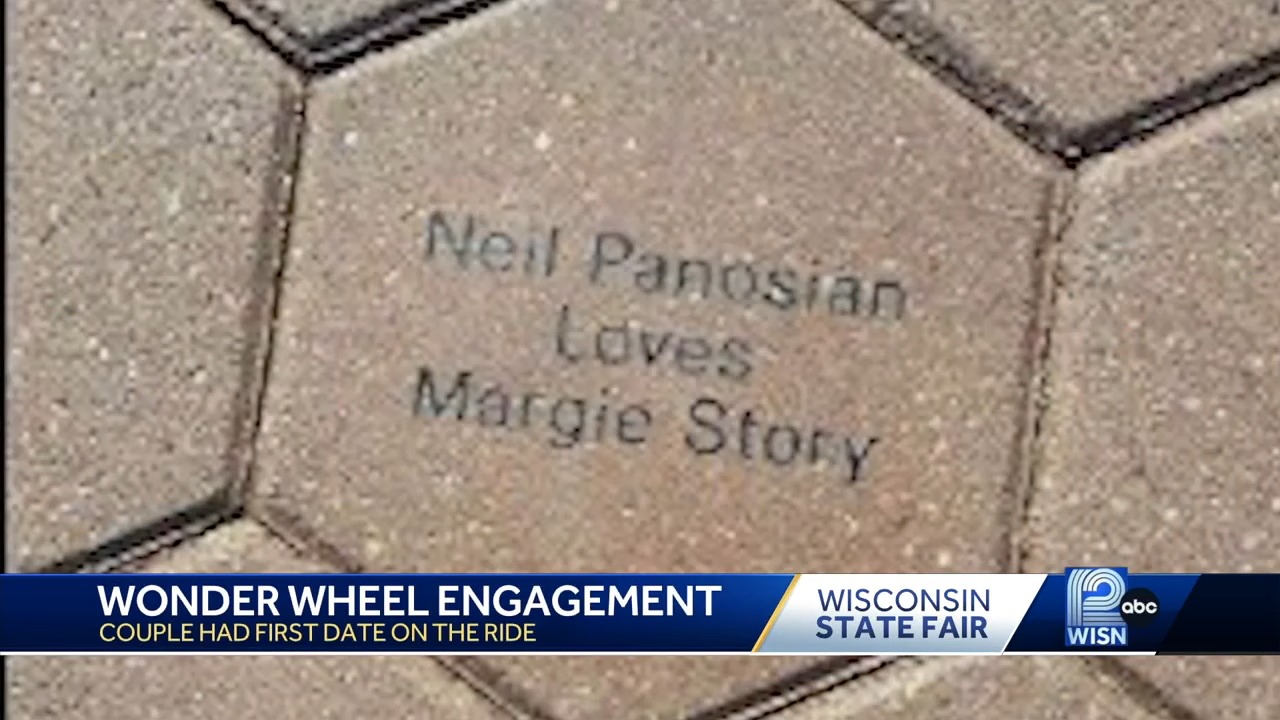 Neil Panosian
Loves
Margie Story
WONDER WHEEL ENGAGEMENT
COUPLE HAD FIRST DATE ON THE RIDE
WISCONSIN
STATE FAIR
12
abc
WISN